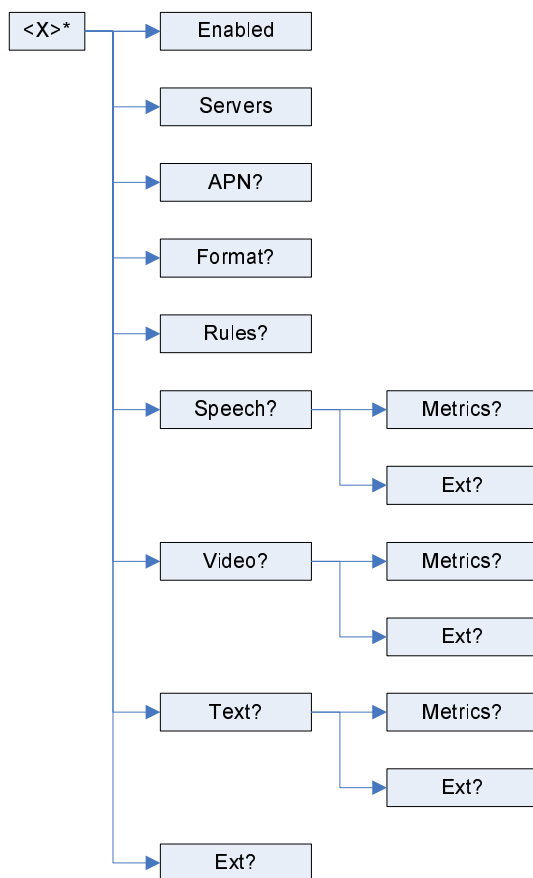 <X>*
Enabled
Servers
APN?
Format?
Rules?
Speech?
Metrics?
Ext?
Video?
Metrics?
Ext?
Text?
Metrics?
Ext?
Ext?